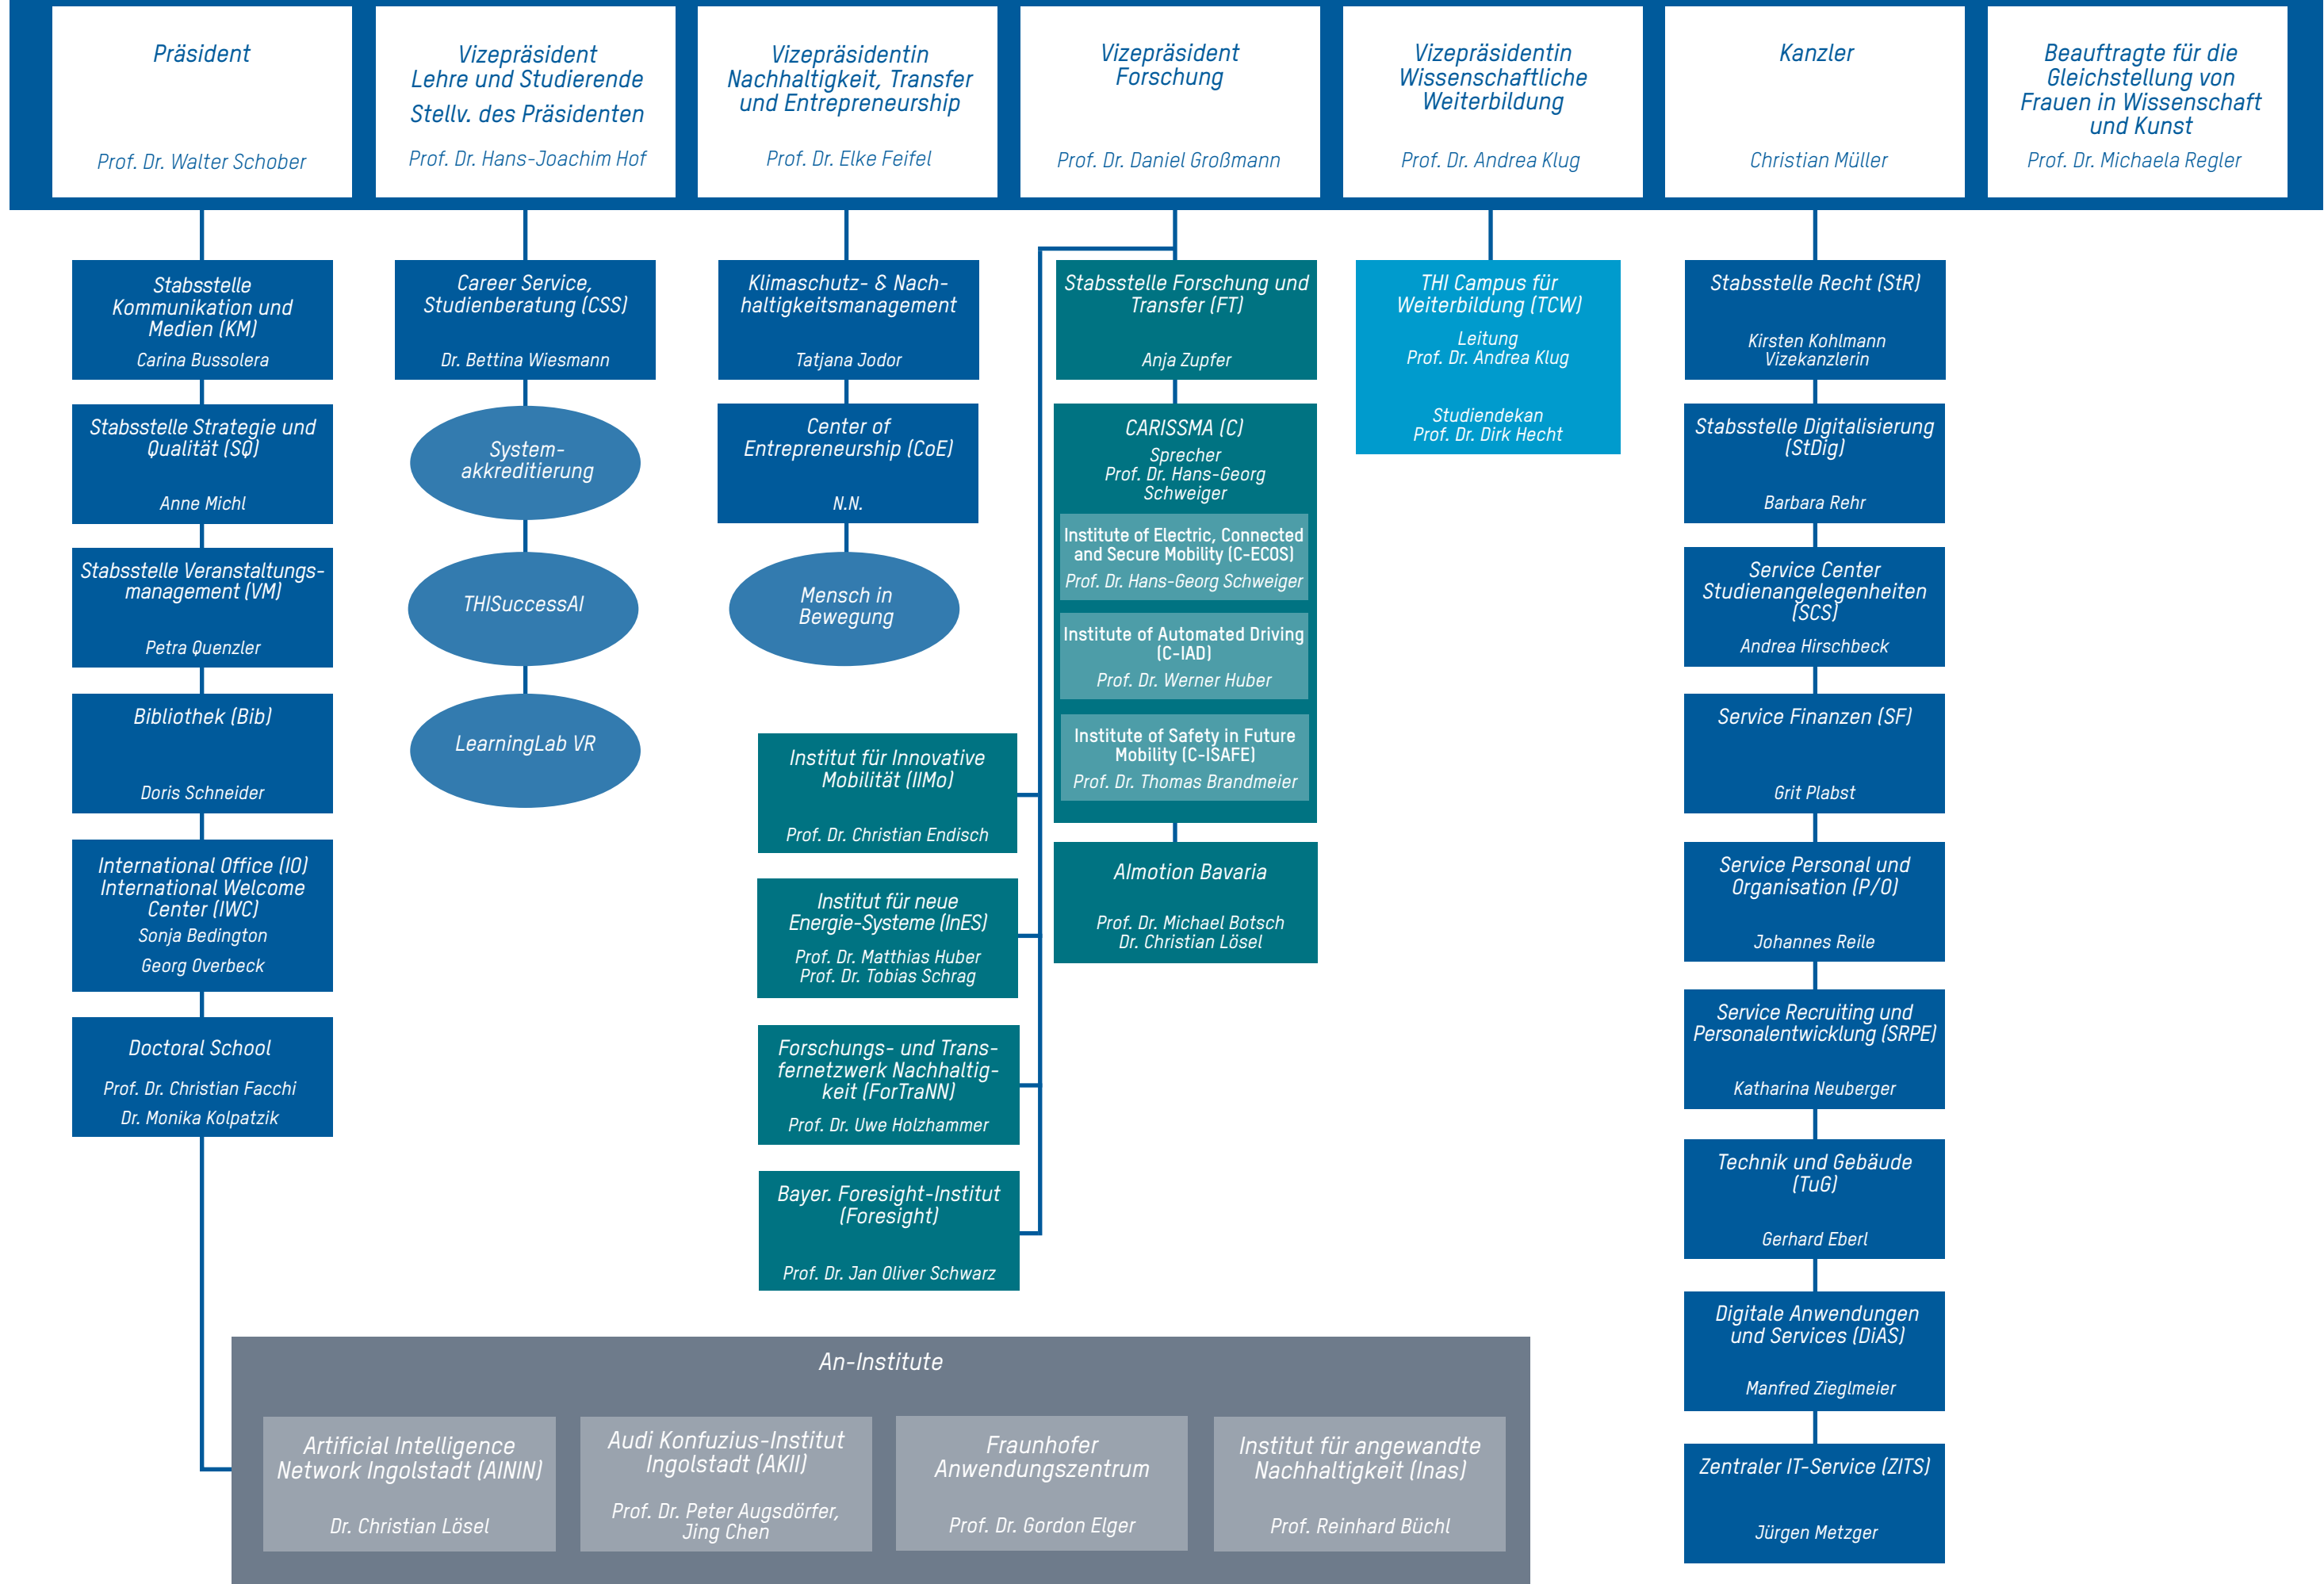 Präsident
Prof. Dr. Walter Schober
Vizepräsident
Lehre und Studierende
Stellv. des Präsidenten
Prof. Dr. Hans-Joachim Hof
Vizepräsidentin
Nachhaltigkeit, Transfer
und Entrepreneurship
Prof. Dr. Elke Feifel
Vizepräsident
Forschung
Prof. Dr. Daniel Großmann
Vizepräsidentin
Wissenschaftliche
Weiterbildung
Prof. Dr. Andrea Klug
Kanzler
Christian Müller
Beauftragte für die
Gleichstellung von
Frauen in Wissenschaft
und Kunst
Prof. Dr. Michaela Regler
Stabsstelle
Kommunikation und
Medien (KM)
Carina Bussolera
Stabsstelle Strategie und
Qualität (SQ)
Anne Michl
Stabsstelle Veranstaltungs-
management (VM)
Petra Quenzler
Bibliothek (Bib)
Doris Schneider
International Office (IO)
International Welcome
Center (IWC)
Sonja Bedington
Georg Overbeck
Doctoral School
Prof. Dr. Christian Facchi
Dr. Monika Kolpatzik
Career Service,
Studienberatung (CSS)
Dr. Bettina Wiesmann
System-
akkreditierung
THISuccessAI
LearningLab VR
Klimaschutz- & Nach-
haltigkeitsmanagement
Tatjana Jodor
Center of
Entrepreneurship (CoE)
N.N.
Mensch in
Bewegung
Institut für Innovative
Mobilität (IIMo)
Prof. Dr. Christian Endisch
Institut für neue
Energie-Systeme (InES)
Prof. Dr. Matthias Huber
Prof. Dr. Tobias Schrag
Forschungs- und Trans-
fernetzwerk Nachhaltig-
keit (ForTraNN)
Prof. Dr. Uwe Holzhammer
Bayer. Foresight-Institut
(Foresight)
Prof. Dr. Jan Oliver Schwarz
Stabsstelle Forschung und
Transfer (FT)
Anja Zupfer
CARISSMA (C)
Sprecher
Prof. Dr. Hans-Georg
Schweiger
Institute of Electric, Connected
and Secure Mobility (C-ECOS)
Prof. Dr. Hans-Georg Schweiger
Institute of Automated Driving
(C-IAD)
Prof. Dr. Werner Huber
Institute of Safety in Future
Mobility (C-ISAFE)
Prof. Dr. Thomas Brandmeier
AImotion Bavaria
Prof. Dr. Michael Botsch
Dr. Christian Lösel
THI Campus für
Weiterbildung (TCW)
Leitung
Prof. Dr. Andrea Klug
Studiendekan
Prof. Dr. Dirk Hecht
Stabsstelle Recht (StR)
Kirsten Kohlmann
Vizekanzlerin
Stabsstelle Digitalisierung
(StDig)
Barbara Rehr
Service Center
Studienangelegenheiten
(SCS)
Andrea Hirschbeck
Service Finanzen (SF)
Grit Plabst
Service Personal und
Organisation (P/O)
Johannes Reile
Service Recruiting und
Personalentwicklung (SRPE)
Katharina Neuberger
Technik und Gebäude
(TuG)
Gerhard Eberl
Digitale Anwendungen
und Services (DiAS)
Manfred Zieglmeier
Zentraler IT-Service (ZITS)
Jürgen Metzger
An-Institute
Artificial Intelligence
Network Ingolstadt (AININ)
Dr. Christian Lösel
Audi Konfuzius-Institut
Ingolstadt (AKII)
Prof. Dr. Peter Augsdörfer,
Jing Chen
Fraunhofer
Anwendungszentrum
Prof. Dr. Gordon Elger
Institut für angewandte
Nachhaltigkeit (Inas)
Prof. Reinhard Büchl